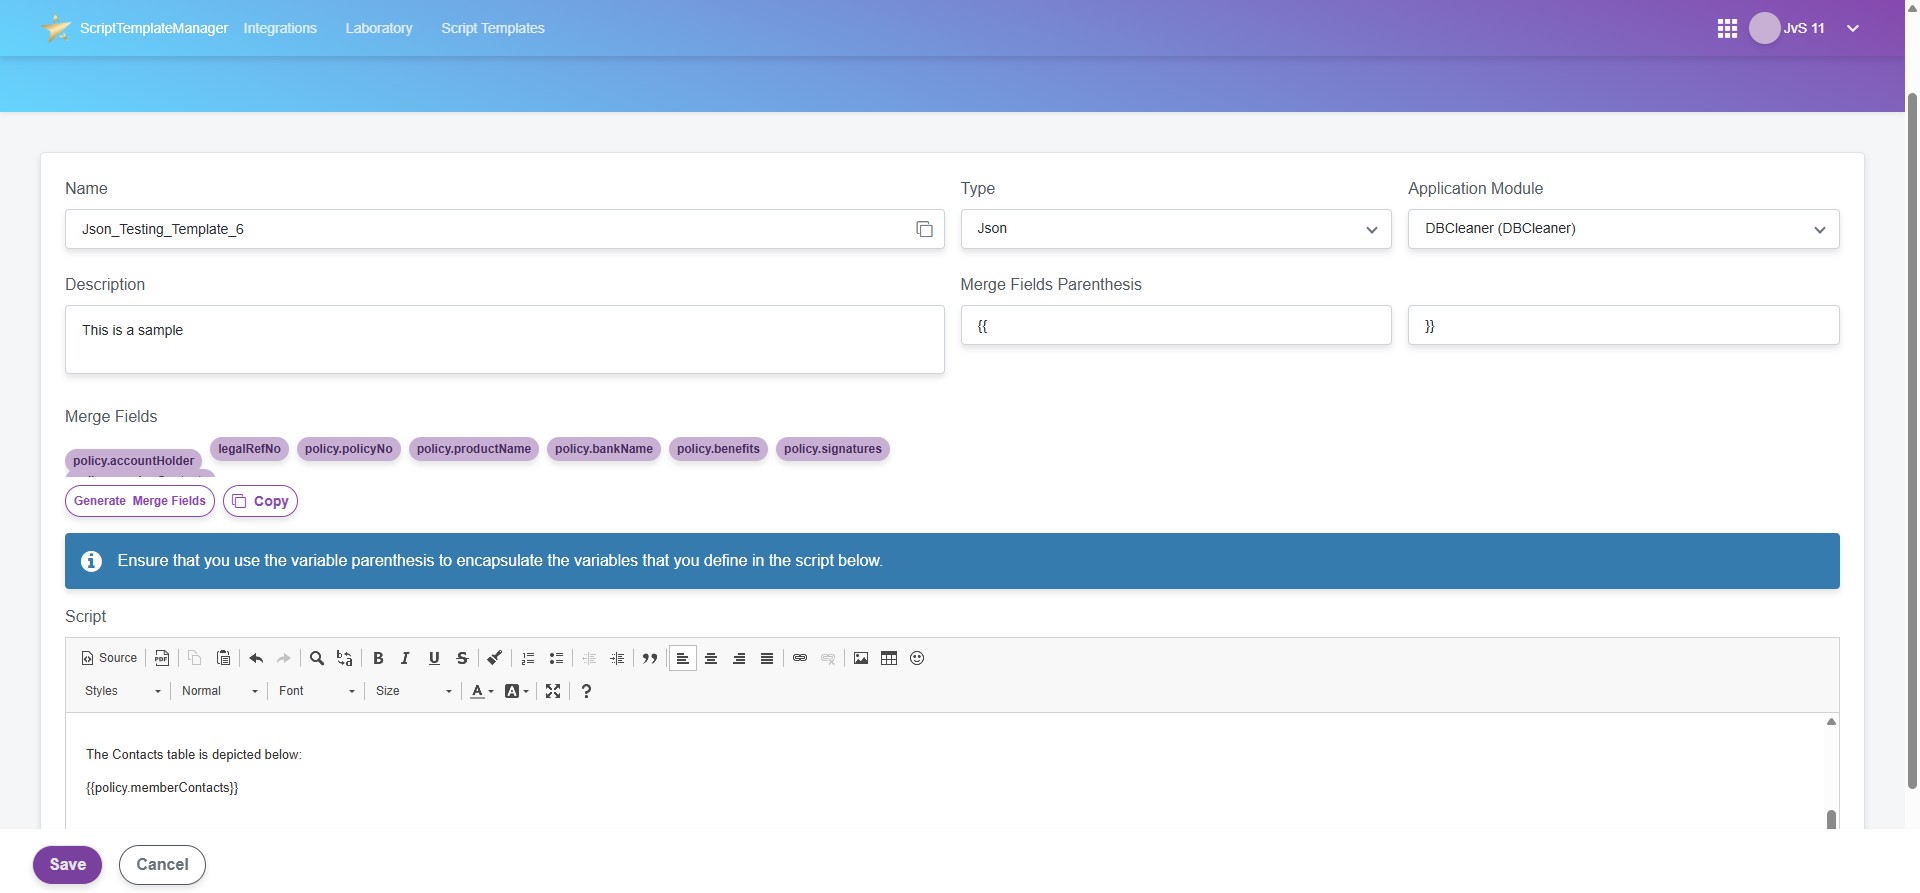 ScriptTemplateManager Integrations Laboratory Script Templates JvS 11
Name Type Application Module
Json_Testing_Template_6 Json DBCleaner (DBCleaner)
Description Merge Fields Parenthesis
This is a sample {{ }}
Merge Fields
policy.accountHolder legalRefNo policy.policyNo policy.productName policy.bankName policy.benefits policy.signatures
Generate Merge Fields Copy
Ensure that you use the variable parenthesis to encapsulate the variables that you define in the script below.
Script
Source PDF B I U S
Styles Normal Font Size A A ?
The Contacts table is depicted below:
{{policy.memberContacts}}
Save Cancel